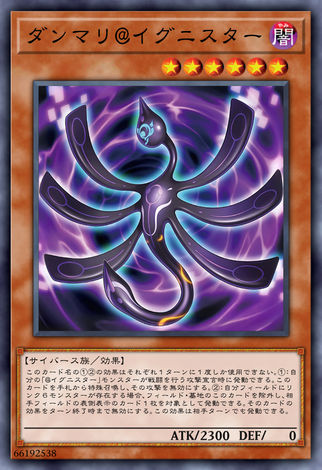 ダンマリ@イグニスター
闇
やみ
【サイバース族/効果】
このカード名の①②の効果はそれぞれ1ターンに1度しか使用できない。①:自
分の「@イグニスター」モンスターが戦闘を行う攻撃宣言時に発動できる。この
カードを手札から特殊召喚し、その攻撃を無効にする。②:自分フィールドにリ
ンク6モンスターが存在する場合、フィールド・墓地のこのカードを除外し、相
手フィールドの表側表示のカード1枚を対象として発動できる。そのカードの
効果をターン終了時まで無効にする。この効果は相手ターンでも発動できる。
ATK/2300 DEF/ 0
66192538